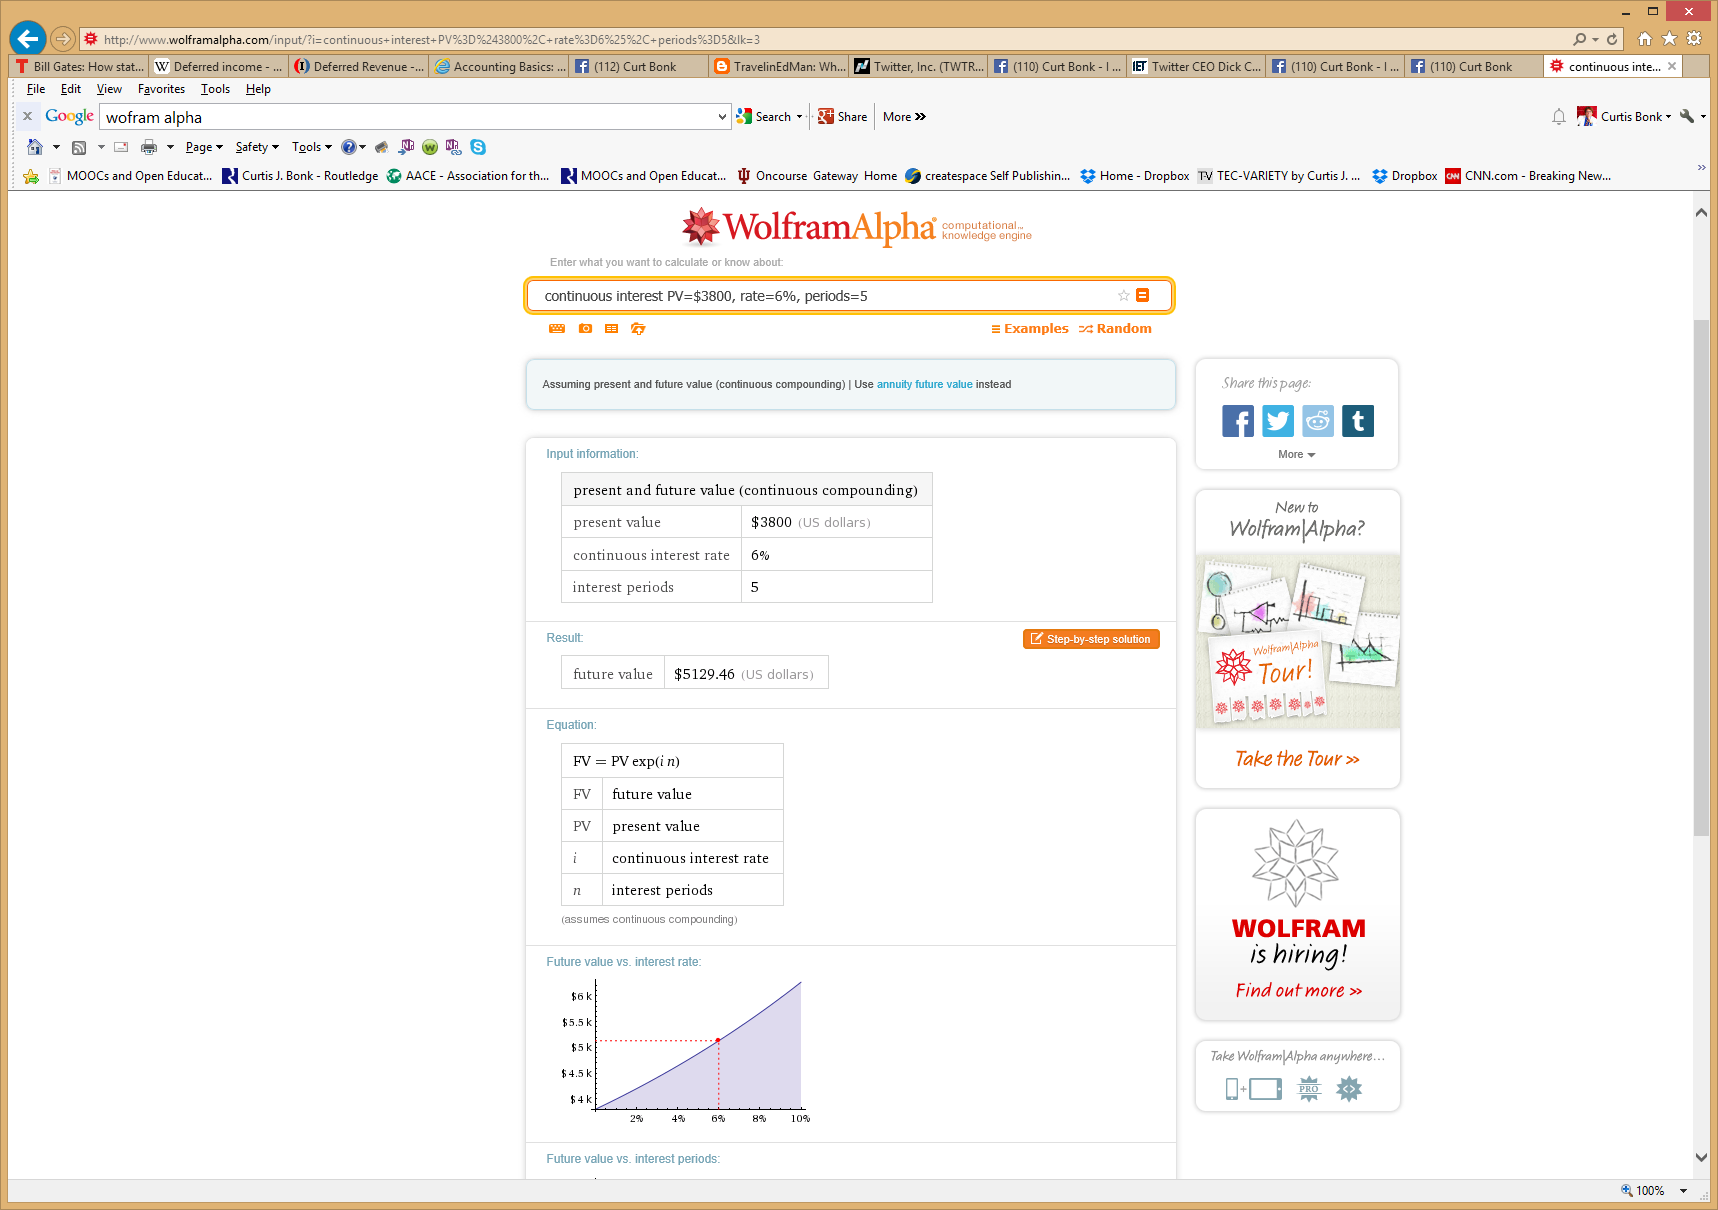 http://www.wolframalpha.com/input/?i=continuous+interest+PV%3D%243800%2C+rate%3D6%25%2C+periods%3D5&lk=3
Bill Gates: How stat...
W Deferred income - ...
Deferred Revenue -...
Accounting Basics: ...
(112) Curt Bonk
TravelinEdMan: Wh...
Twitter, Inc. (TWTR...
(110) Curt Bonk - I ...
IET Twitter CEO Dick C...
(110) Curt Bonk - I ...
(110) Curt Bonk
continuous inte...
File Edit View Favorites Tools Help
x Google wofram alpha Search Share More » Curtis Bonk
Page Safety Tools
MOOCs and Open Educat... Curtis J. Bonk - Routledge AACE - Association for th... MOOCs and Open Educat... Oncourse Gateway Home createspace Self Publishin... Home - Dropbox TV TEC-VARIETY by Curtis J. ... Dropbox CNN CNN.com - Breaking New...
WolframAlpha computational... knowledge engine
Enter what you want to calculate or know about:
continuous interest PV=$3800, rate=6%, periods=5
Examples Random
Assuming present and future value (continuous compounding) | Use annuity future value instead
Input information:
present and future value (continuous compounding)
present value $3800 (US dollars)
continuous interest rate 6%
interest periods 5
Result:
Step-by-step solution
future value $5129.46 (US dollars)
Equation:
FV = PV exp(i n)
FV future value
PV present value
i continuous interest rate
n interest periods
(assumes continuous compounding)
Future value vs. interest rate:
$6 k
$5.5 k
$5 k
$4.5 k
$4 k
2% 4% 6% 8% 10%
Future value vs. interest periods:
Share this page:
More
New to
Wolfram|Alpha?
Wolfram|Alpha
Tour!
Take the Tour »
WOLFRAM
is hiring!
Find out more »
Take Wolfram|Alpha anywhere...
PRO
100%